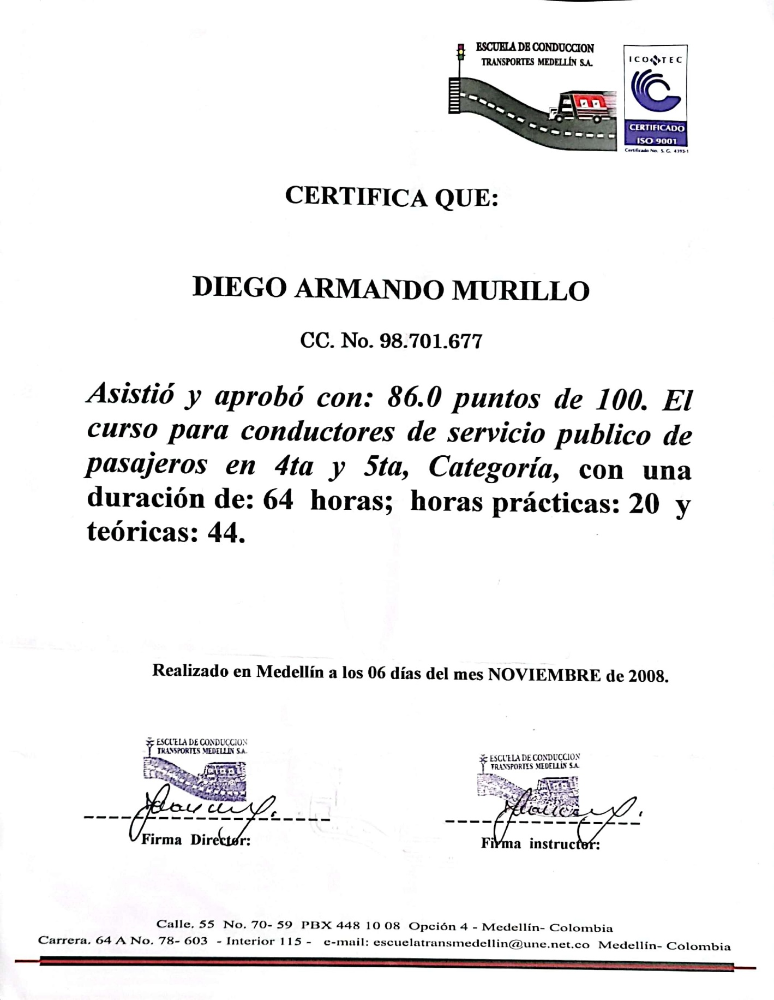 ESCUELA DE CONDUCCION
TRANSPORTES MEDELLÍN S.A.
ICONTEC
CERTIFICADO
ISO 9001
Certificado No. S. G. 4393-1
CERTIFICA QUE:
DIEGO ARMANDO MURILLO
CC. No. 98.701.677
Asistió y aprobó con: 86.0 puntos de 100. El
curso para conductores de servicio publico de
pasajeros en 4ta y 5ta, Categoría, con una
duración de: 64 horas; horas prácticas: 20 y
teóricas: 44.
Realizado en Medellín a los 06 días del mes NOVIEMBRE de 2008.
ESCUELA DE CONDUCCION
TRANSPORTES MEDELLIN S.A.
Firma Director:
ESCUELA DE CONDUCCION
TRANSPORTES MEDELLIN S.A.
Firma instructor:
Calle. 55 No. 70- 59 PBX 448 10 08 Opción 4 - Medellín- Colombia
Carrera. 64 A No. 78- 603 - Interior 115 - e-mail: escuelatransmedellin@une.net.co Medellín- Colombia